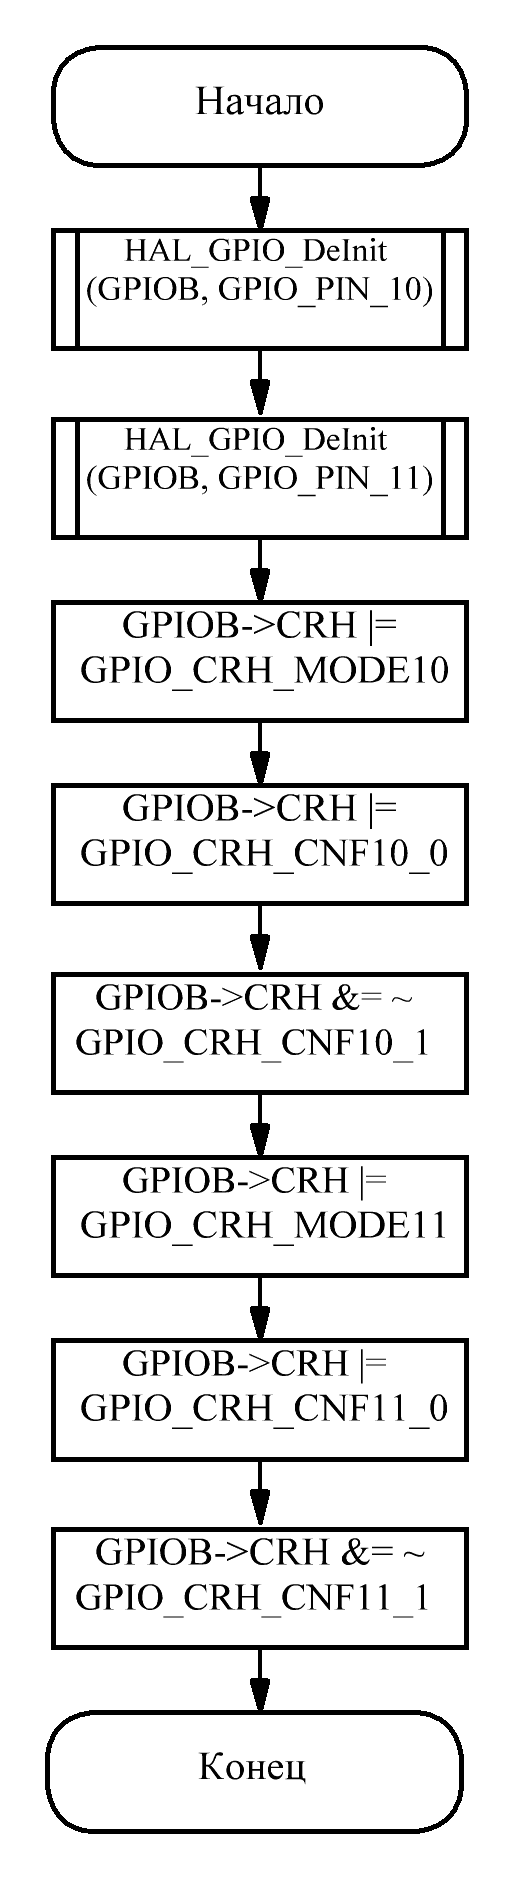 Начало
HAL_GPIO_DeInit
(GPIOB, GPIO_PIN_10)
HAL_GPIO_DeInit
(GPIOB, GPIO_PIN_11)
GPIOB->CRH |=
GPIO_CRH_MODE10
GPIOB->CRH |=
GPIO_CRH_CNF10_0
GPIOB->CRH &= ~
GPIO_CRH_CNF10_1
GPIOB->CRH |=
GPIO_CRH_MODE11
GPIOB->CRH |=
GPIO_CRH_CNF11_0
GPIOB->CRH &= ~
GPIO_CRH_CNF11_1
Конец